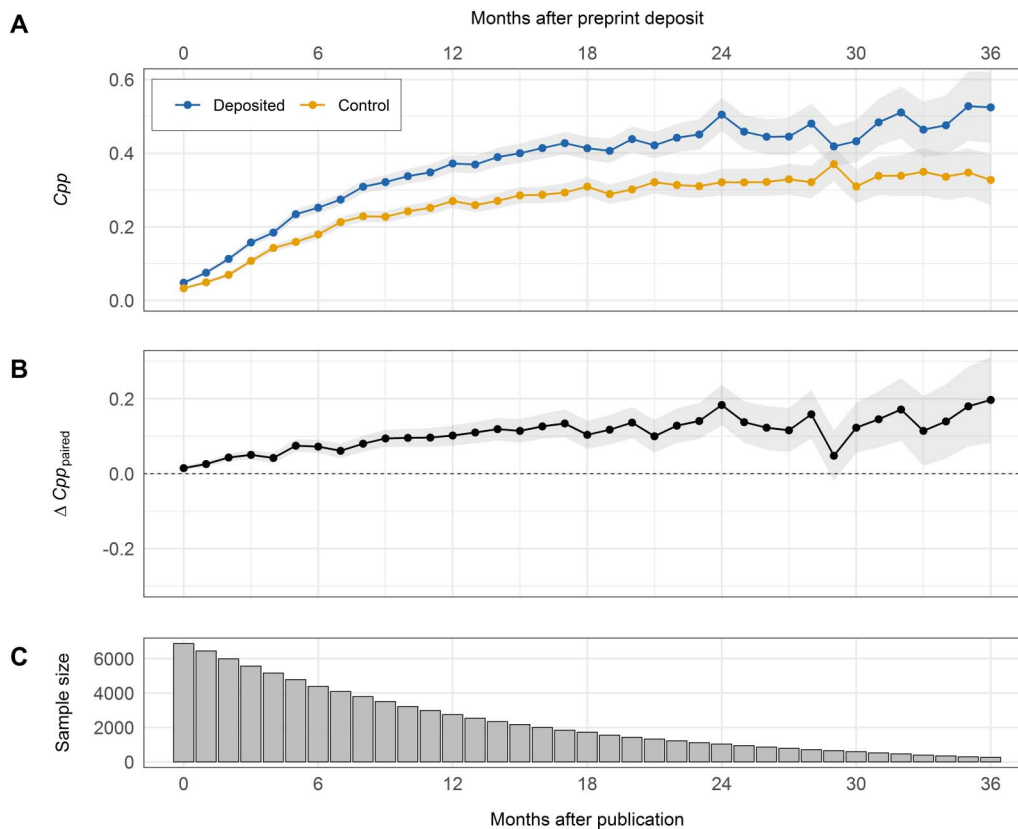 Months after preprint deposit
A
0 6 12 18 24 30 36
0.6
0.4
0.2
0.0
Cpp
Deposited Control
B
0.2
0.0
-0.2
Δ Cpp paired
C
6000
4000
2000
0
Sample size
0 6 12 18 24 30 36
Months after publication